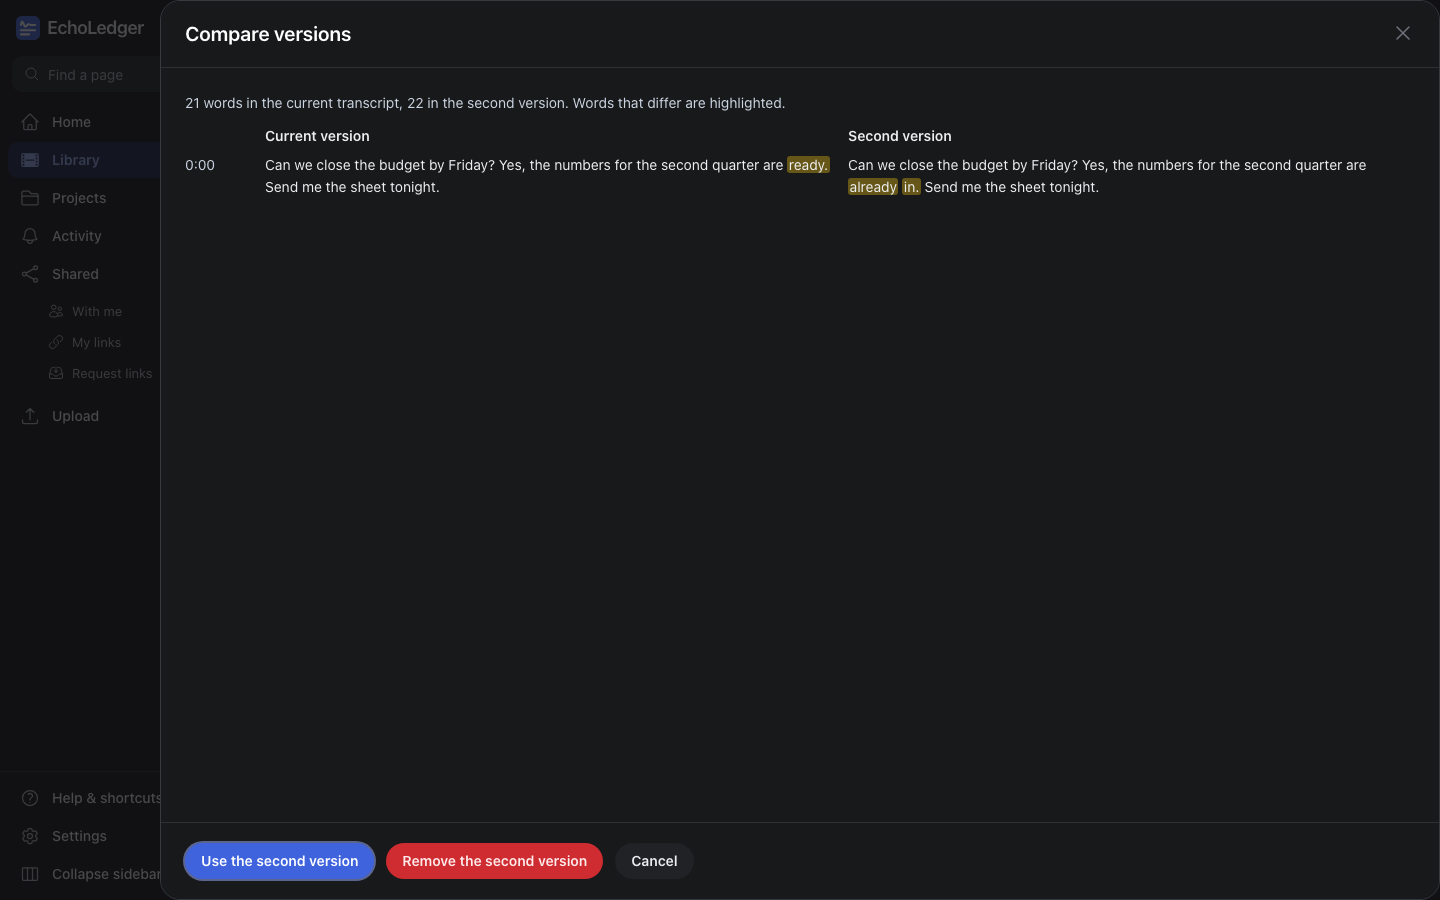 EchoLedger
Find a page
Home
Library
Projects
Activity
Shared
With me
My links
Request links
Upload
Help & shortcuts
Settings
Collapse sidebar
Compare versions
21 words in the current transcript, 22 in the second version. Words that differ are highlighted.
Current version
Second version
0:00
Can we close the budget by Friday? Yes, the numbers for the second quarter are ready.
Send me the sheet tonight.
Can we close the budget by Friday? Yes, the numbers for the second quarter are
already in. Send me the sheet tonight.
Use the second version
Remove the second version
Cancel